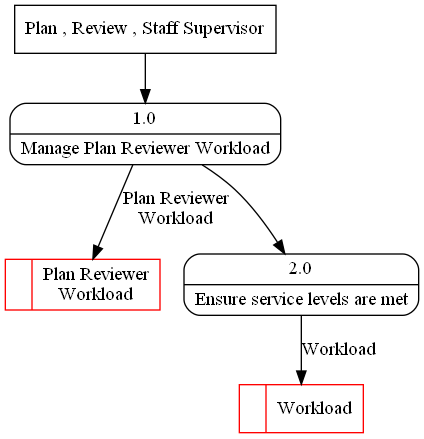 Plan , Review , Staff Supervisor
1.0
Manage Plan Reviewer Workload
Plan Reviewer
Workload
Plan Reviewer
Workload
2.0
Ensure service levels are met
Workload
Workload